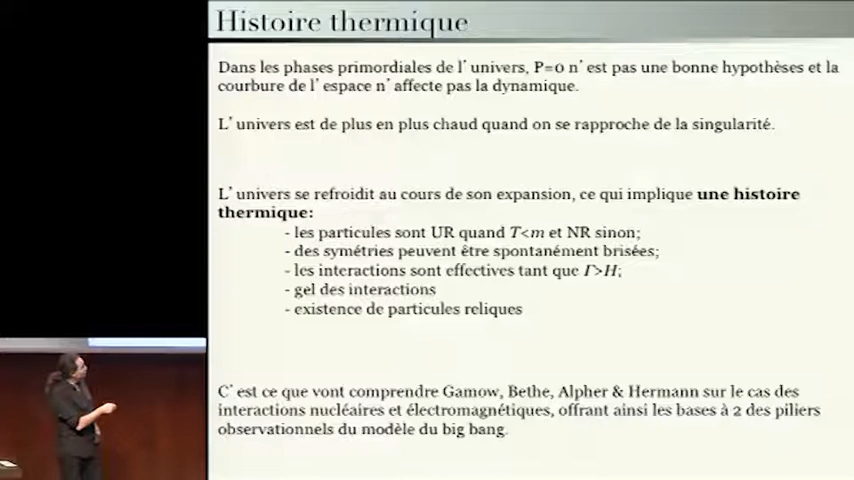 Histoire thermique
Dans les phases primordiales de l'univers, P=0 n'est pas une bonne hypothèses et la
courbure de l'espace n'affecte pas la dynamique.
L'univers est de plus en plus chaud quand on se rapproche de la singularité.
L'univers se refroidit au cours de son expansion, ce qui implique une histoire
thermique:
- les particules sont UR quand T<m et NR sinon;
- des symétries peuvent être spontanément brisées;
- les interactions sont effectives tant que Γ>H;
- gel des interactions
- existence de particules reliques
C'est ce que vont comprendre Gamow, Bethe, Alpher & Hermann sur le cas des
interactions nucléaires et électromagnétiques, offrant ainsi les bases à 2 des piliers
observationnels du modèle du big bang.